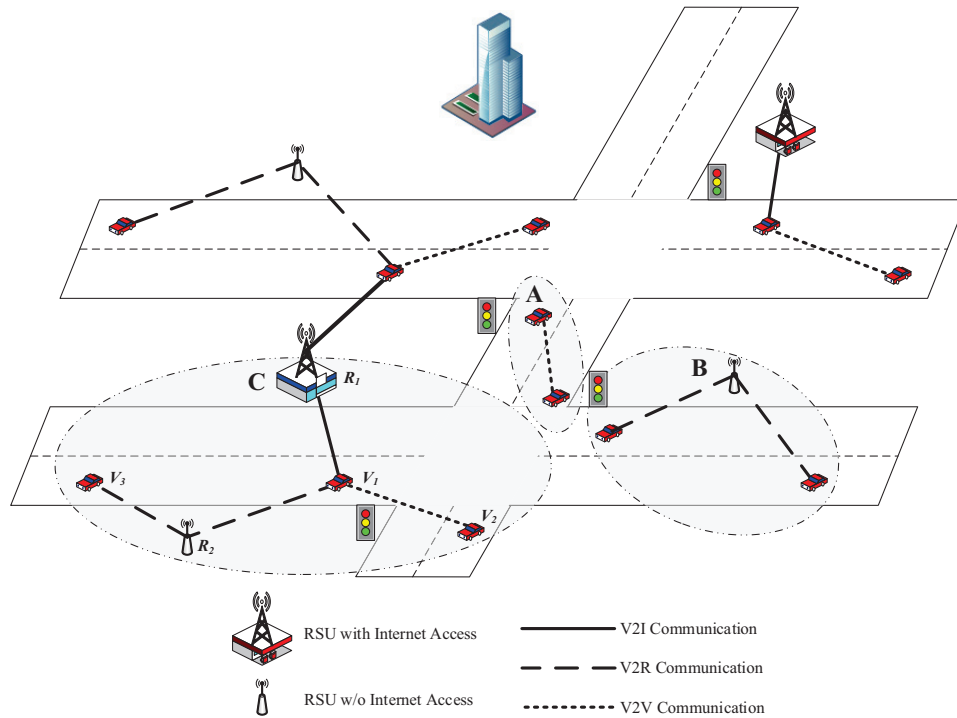 A
B
C
R1
V3
V1
V2
R2
RSU with Internet Access
V2I Communication
V2R Communication
RSU w/o Internet Access
V2V Communication